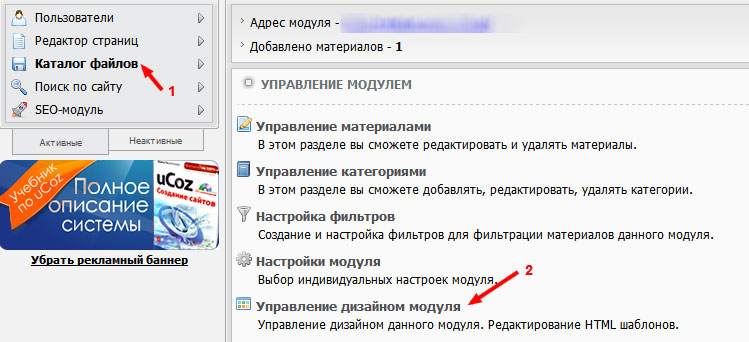 Пользователи
Редактор страниц
Каталог файлов
1
Поиск по сайту
SEO-модуль
Активные
Неактивные
Учебник
по uCoz
Полное
описание
системы
uCoz
Создание сайтов
Убрать рекламный баннер
Адрес модуля -
Добавлено материалов - 1
УПРАВЛЕНИЕ МОДУЛЕМ
Управление материалами
В этом разделе вы сможете редактировать и удалять материалы.
Управление категориями
В этом разделе вы сможете добавлять, редактировать, удалять категории.
Настройка фильтров
Создание и настройка фильтров для фильтрации материалов данного модуля.
Настройки модуля
Выбор индивидуальных настроек модуля.
2
Управление дизайном модуля
Управление дизайном данного модуля. Редактирование HTML шаблонов.